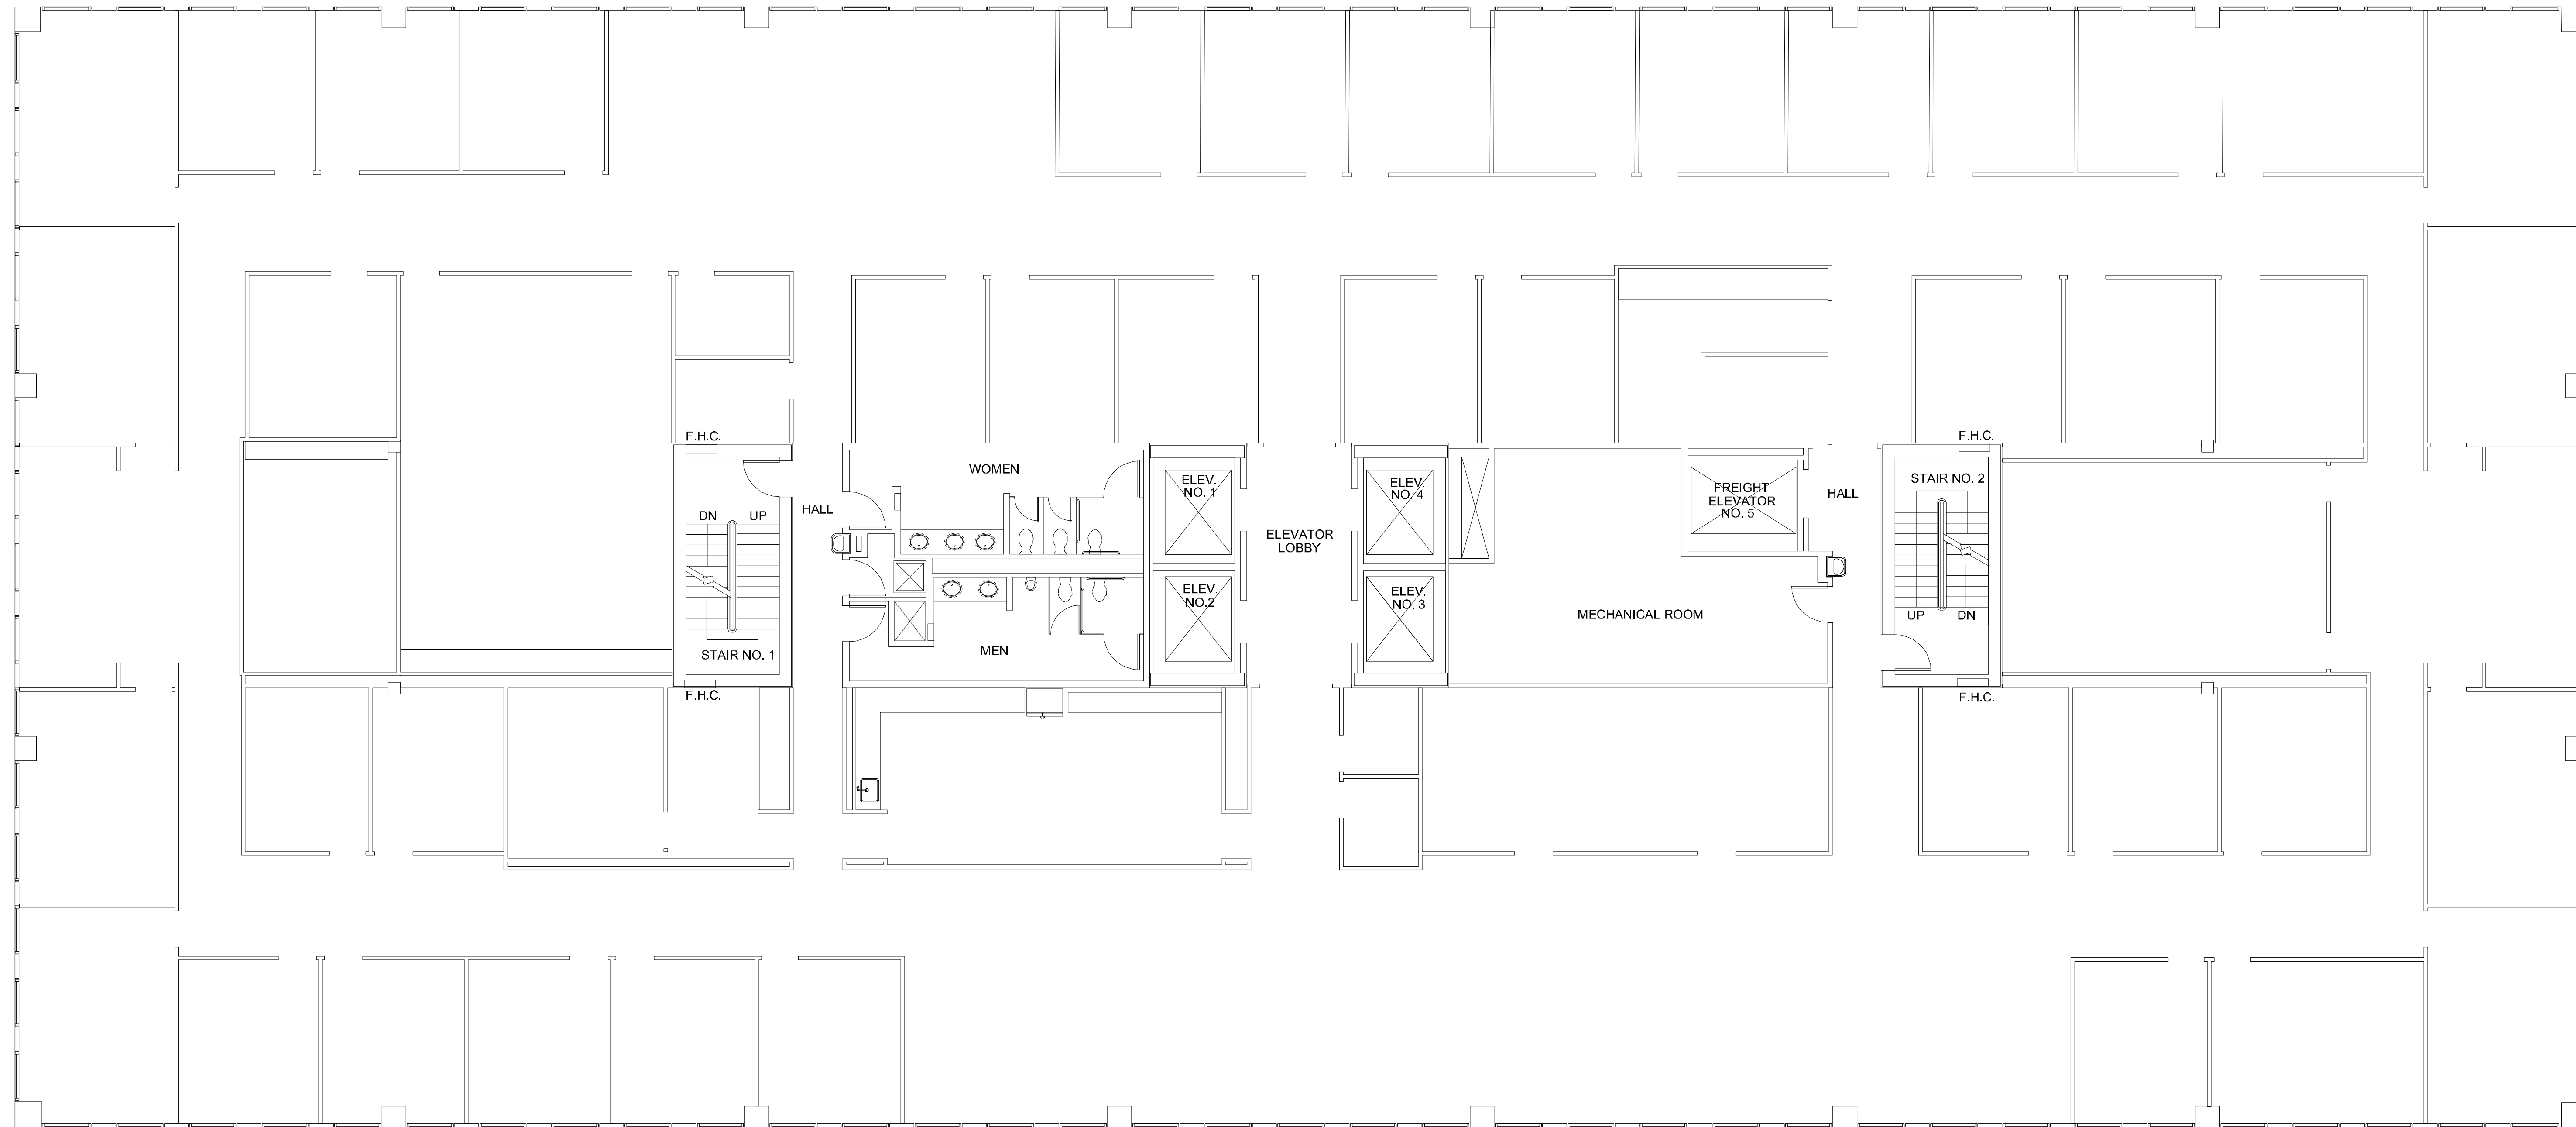 F.H.C.
F.H.C.
WOMEN
ELEV.
NO. 1
ELEV.
NO. 4
FREIGHT
ELEVATOR
NO. 5
STAIR NO. 2
HALL
HALL
DN UP
ELEVATOR
LOBBY
ELEV.
NO.2
ELEV.
NO. 3
MECHANICAL ROOM
UP DN
STAIR NO. 1
MEN
F.H.C.
F.H.C.